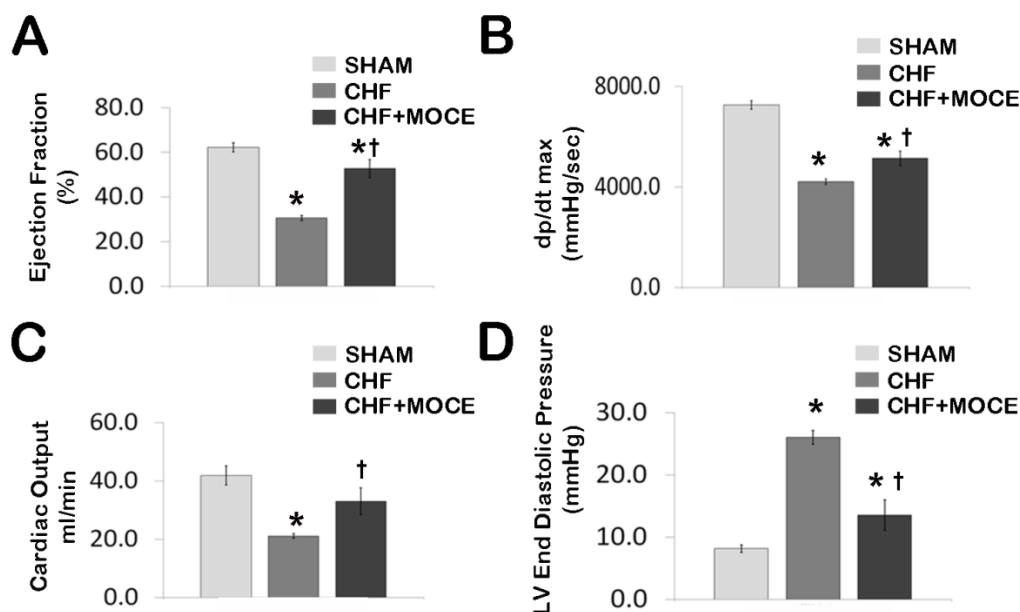 A
SHAM
CHF
CHF+MOCE
Ejection Fraction
(%)
80.0
60.0
40.0
20.0
0.0
*
*†
B
SHAM
CHF
CHF+MOCE
dp/dt max
(mmHg/sec)
8000.0
4000.0
0.0
*
* †
C
SHAM
CHF
CHF+MOCE
Cardiac Output
ml/min
60.0
40.0
20.0
0.0
*
†
D
SHAM
CHF
CHF+MOCE
LV End Diastolic Pressure
(mmHg)
30.0
20.0
10.0
0.0
*
* †